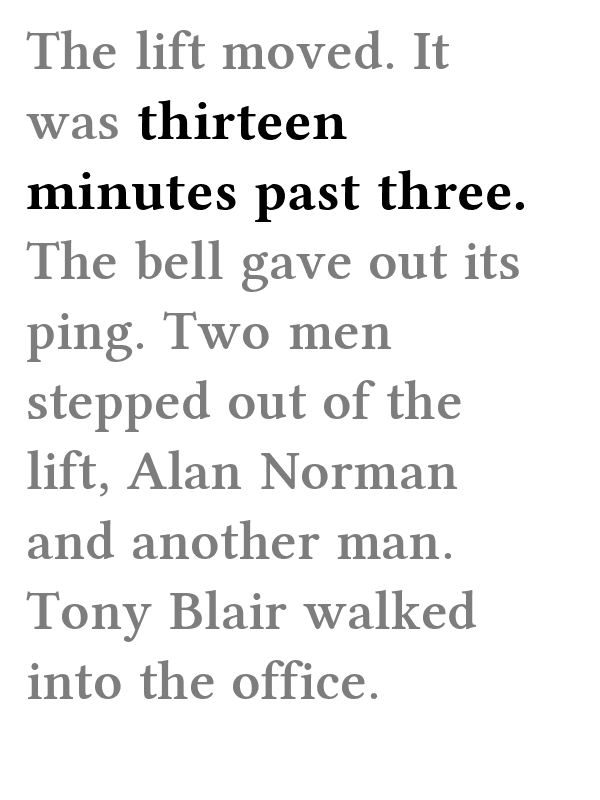 The lift moved. It
was thirteen
minutes past three.
The bell gave out its
ping. Two men
stepped out of the
lift, Alan Norman
and another man.
Tony Blair walked
into the office.